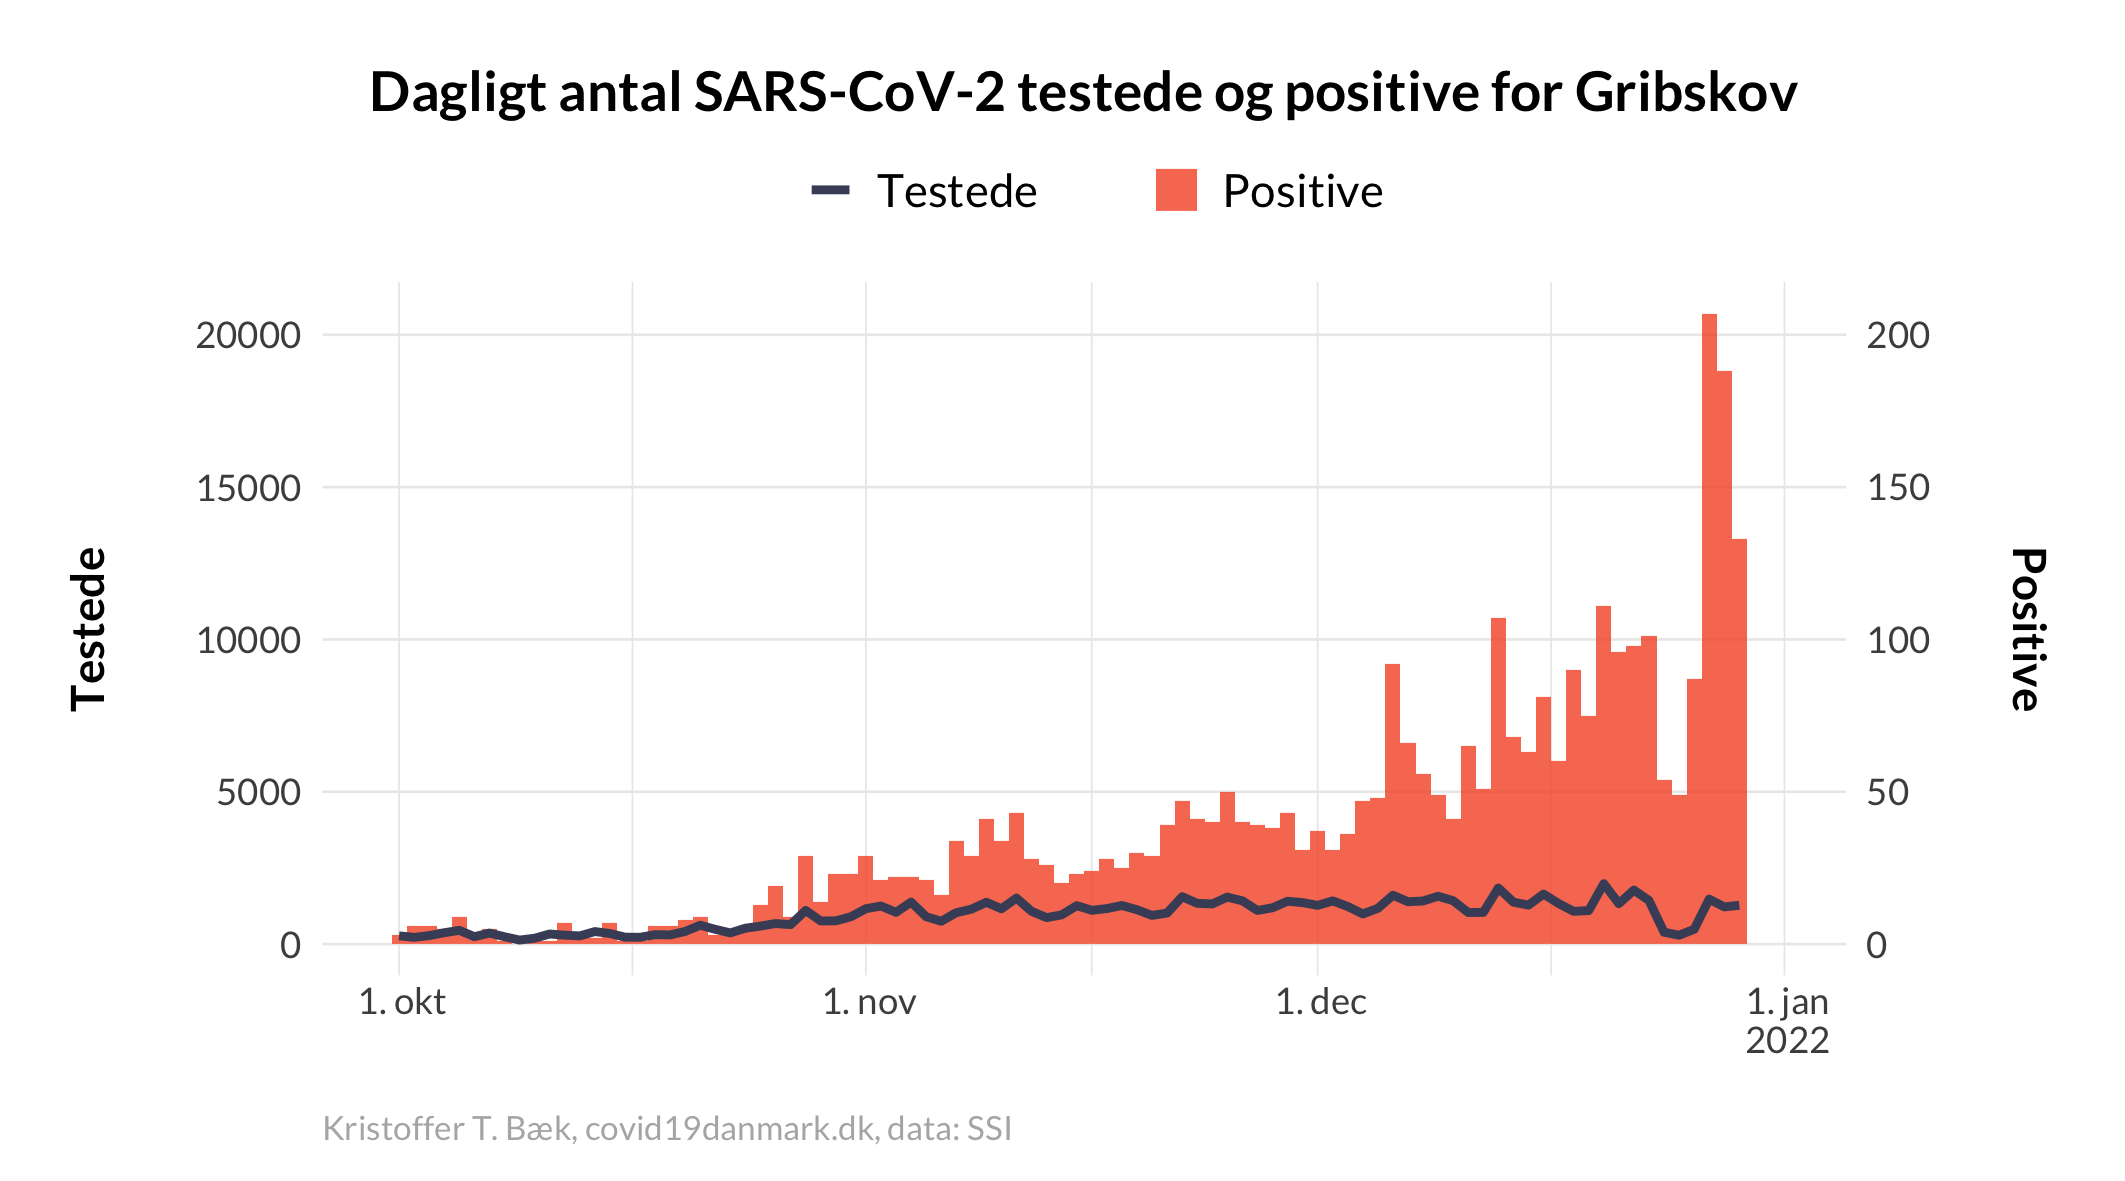 Dagligt antal SARS-CoV-2 testede og positive for Gribskov
Testede
Positive
20000
15000
10000
5000
0
Testede
200
150
100
50
0
Positive
1. okt
1. nov
1. dec
1. jan
2022
Kristoffer T. Bæk, covid19danmark.dk, data: SSI